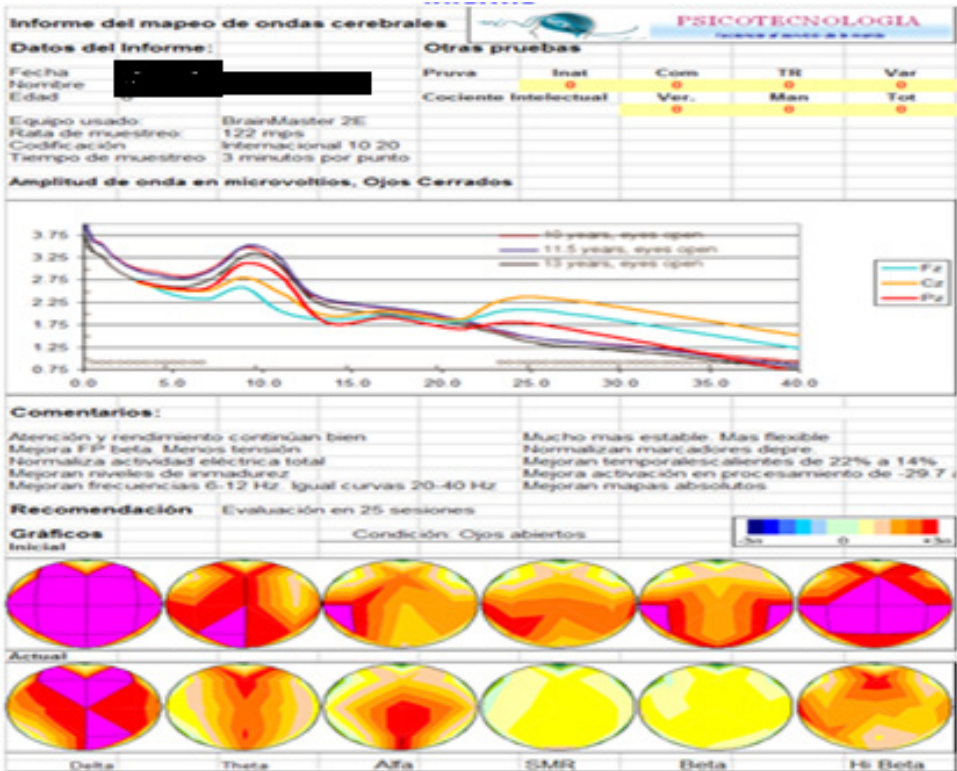 Informe del mapeo de ondas cerebrales
PSICOTECNOLOGIA
Datos del Informe:
Otras pruebas
Fecha
Nombre
Edad
Pruva Inat Com TR Var
0 0 0 0
Cociente Intelectual Ver. Man Tot
0 0 0
Equipo usado: BrainMaster 2E
Rata de muestreo: 122 mps
Codificación Internacional 10 20
Tiempo de muestreo 3 minutos por punto
Amplitud de onda en microvoltios, Ojos Cerrados
3.75
3.25
2.75
2.25
1.75
1.25
0.75
0.0 5.0 10.0 15.0 20.0 25.0 30.0 35.0 40.0
10 years, eyes open
11.5 years, eyes open
13 years, eyes open
Fz
Cz
Pz
Comentarios:
Atención y rendimiento continúan bien
Mejora FP beta. Menos tensión
Normaliza actividad eléctrica total
Mejoran niveles de inmadurez
Mejoran frecuencias 6-12 Hz. Igual curvas 20-40 Hz
Mucho mas estable. Mas flexible
Normalizan marcadores depre.
Mejoran temporalescalientes de 22% a 14%
Mejora activación en procesamiento de -29.7 a
Mejoran mapas absolutos
Recomendación Evaluación en 25 sesiones
Gráficos Condición: Ojos abiertos
Inicial
0
Actual
Delta Theta Alfa SMR Beta Hi Beta